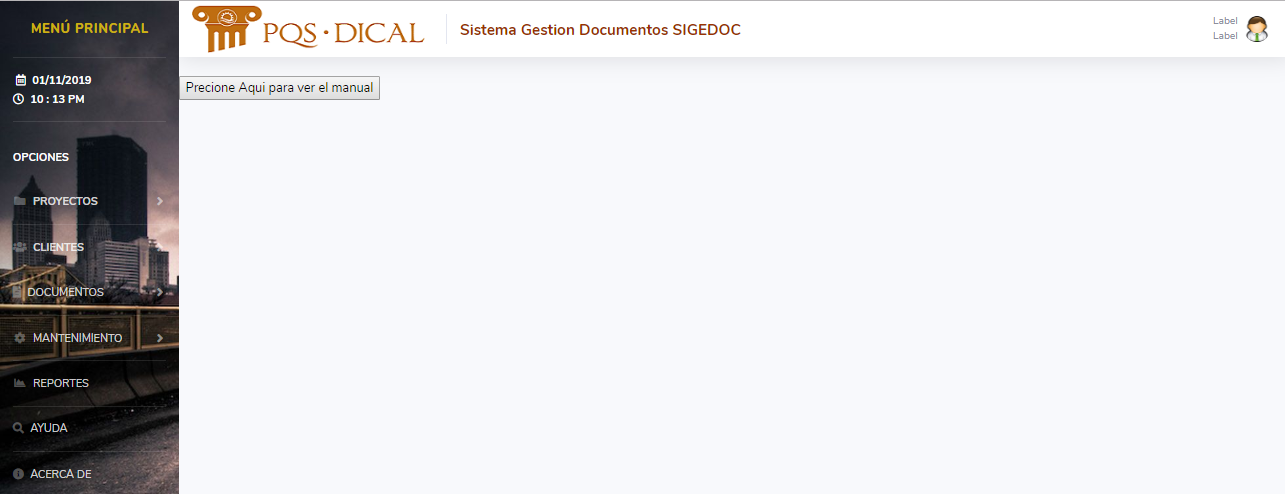 MENÚ PRINCIPAL
01/11/2019
10 : 13 PM
OPCIONES
PROYECTOS
CLIENTES
DOCUMENTOS
MANTENIMIENTO
REPORTES
AYUDA
ACERCA DE
PQS · DICAL
Sistema Gestion Documentos SIGEDOC
Label
Label
Precione Aqui para ver el manual